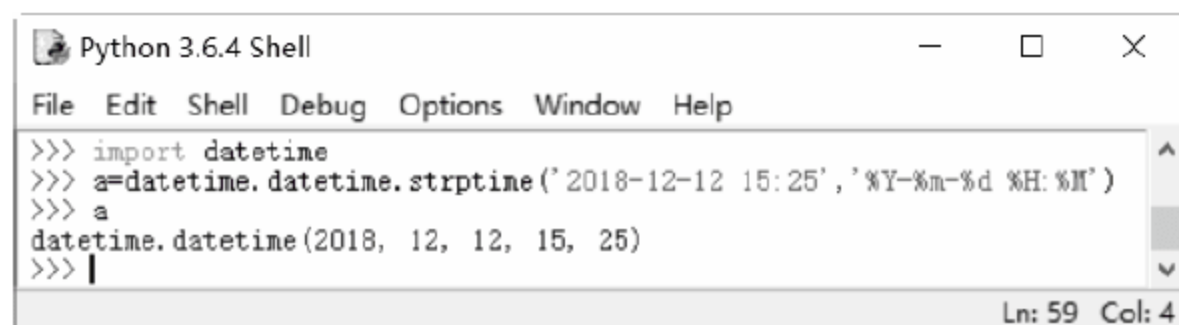 Python 3.6.4 Shell
File Edit Shell Debug Options Window Help
>>> import datetime
>>> a=datetime.datetime.strptime('2018-12-12 15:25','%Y-%m-%d %H:%M')
>>> a
datetime.datetime(2018, 12, 12, 15, 25)
>>>
Ln: 59 Col: 4